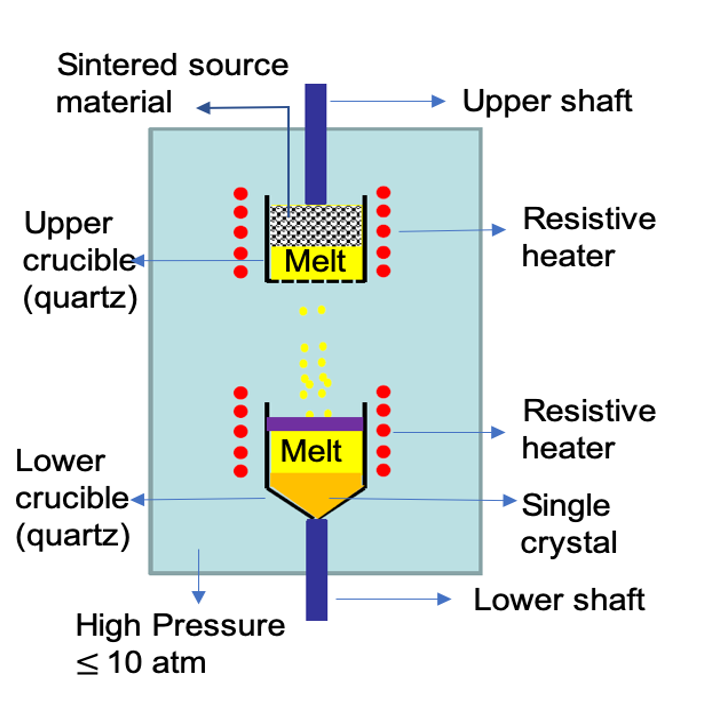 Sintered source
material
Upper shaft
Upper
crucible
(quartz)
Melt
Resistive
heater
Melt
Resistive
heater
Lower
crucible
(quartz)
Single
crystal
Lower shaft
High Pressure
≤ 10 atm